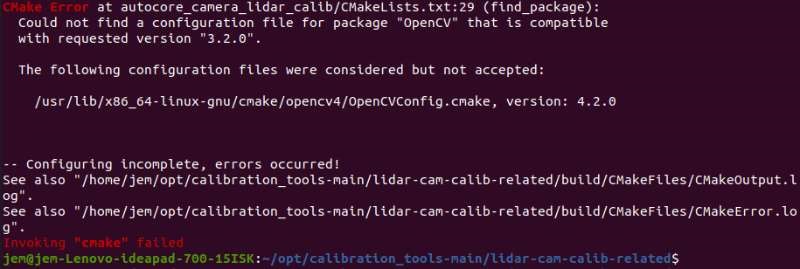 CMake Error at autocore_camera_lidar_calib/CMakeLists.txt:29 (find_package):
Could not find a configuration file for package "OpenCV" that is compatible
with requested version "3.2.0".
The following configuration files were considered but not accepted:
/usr/lib/x86_64-linux-gnu/cmake/opencv4/OpenCVConfig.cmake, version: 4.2.0
-- Configuring incomplete, errors occurred!
See also "/home/jem/opt/calibration_tools-main/lidar-cam-calib-related/build/CMakeFiles/CMakeOutput.l
og".
See also "/home/jem/opt/calibration_tools-main/lidar-cam-calib-related/build/CMakeFiles/CMakeError.lo
g".
Invoking "cmake" failed
jem@jem-Lenovo-ideapad-700-15ISK:~/opt/calibration_tools-main/lidar-cam-calib-related$